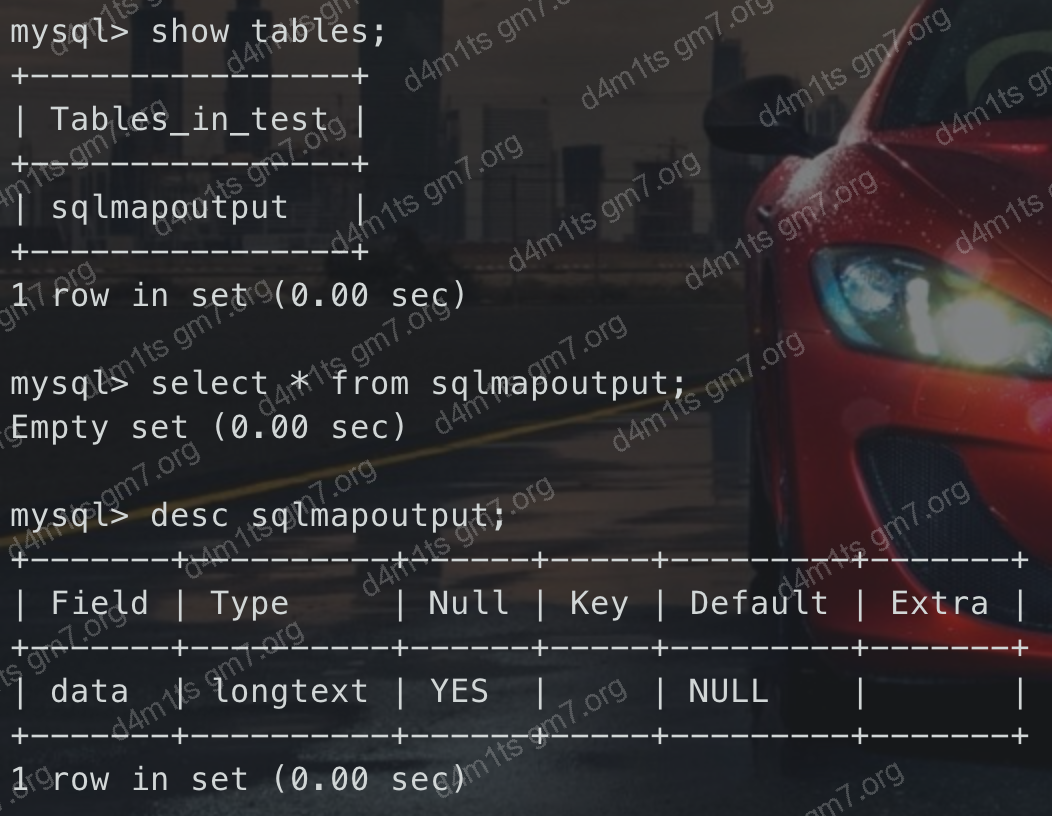 mysql> show tables;
+----------------+
| Tables_in_test |
+----------------+
| sqlmapoutput   |
+----------------+
1 row in set (0.00 sec)
mysql> select * from sqlmapoutput;
Empty set (0.00 sec)
mysql> desc sqlmapoutput;
+-------+----------+------+-----+---------+-------+
| Field | Type     | Null | Key | Default | Extra |
+-------+----------+------+-----+---------+-------+
| data  | longtext | YES  |     | NULL    |       |
+-------+----------+------+-----+---------+-------+
1 row in set (0.00 sec)
d4m1ts gm7.org